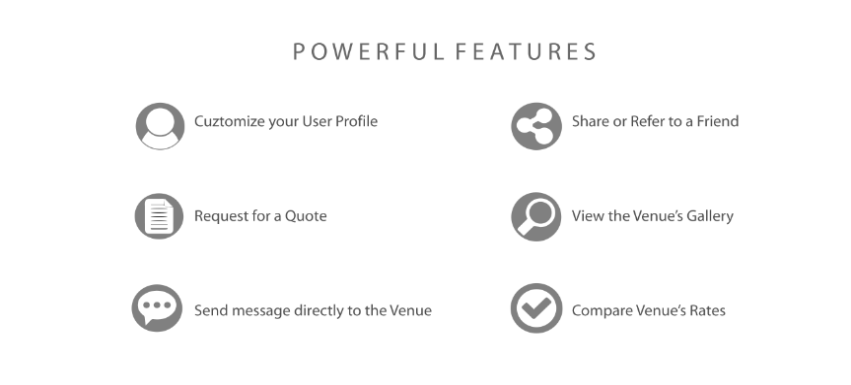 POWERFUL FEATURES
Cuztomize your User Profile
Share or Refer to a Friend
Request for a Quote
View the Venue's Gallery
Send message directly to the Venue
Compare Venue's Rates